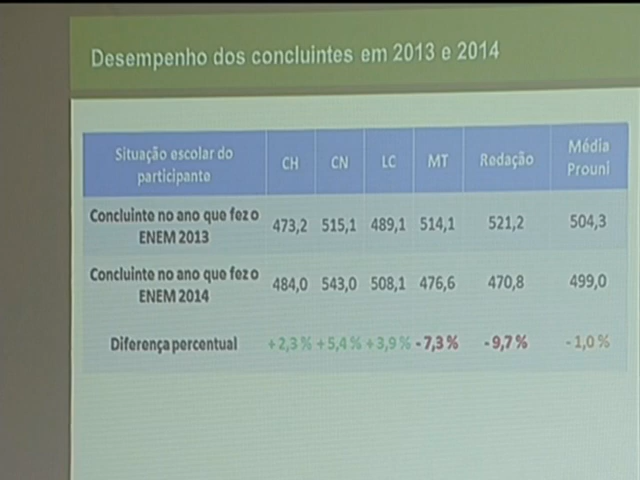 Desempenho dos concluintes em 2013 e 2014
Situação escolar do participante CH CN LC MT Redação Média Prouni
Concluinte no ano que fez o ENEM 2013 473,2 515,1 489,1 514,1 521,2 504,3
Concluinte no ano que fez o ENEM 2014 484,0 543,0 508,1 476,6 470,8 499,0
Diferença percentual +2,3% +5,4% +3,9% -7,3% -9,7% -1,0%